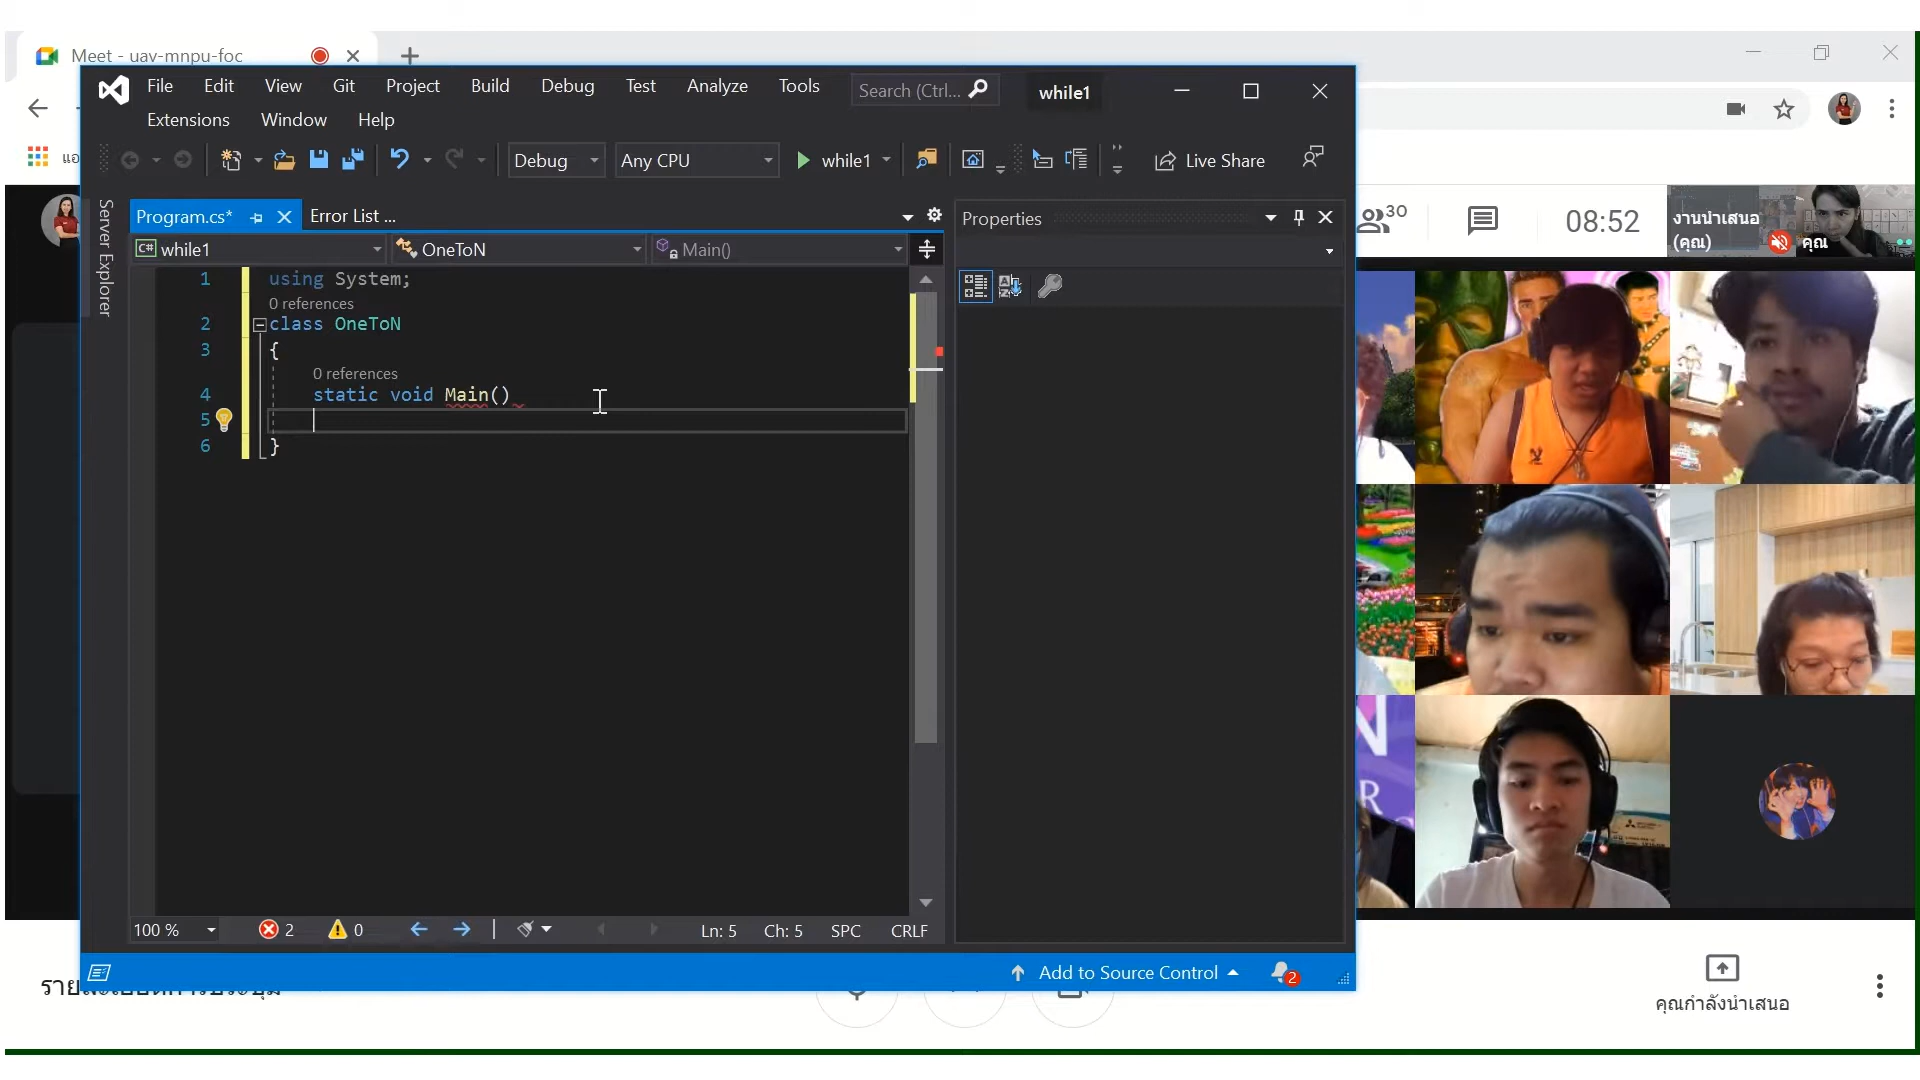 Meet - uav-mnpu-foc
File Edit View Git Project Build Debug Test Analyze Tools
Search (Ctrl...
while1
Extensions Window Help
Debug
Any CPU
while1
Live Share
Server Explorer
Program.cs*
Error List ...
Properties
C# while1
OneToN
Main()
1 using System;
0 references
2 class OneToN
3 {
0 references
4 static void Main()
5
6 }
100 %
2
0
Ln: 5
Ch: 5
SPC
CRLF
Add to Source Control
2
30
08:52
งานนำเสนอ
(คุณ)
คุณ
N
R
คุณกำลังนำเสนอ